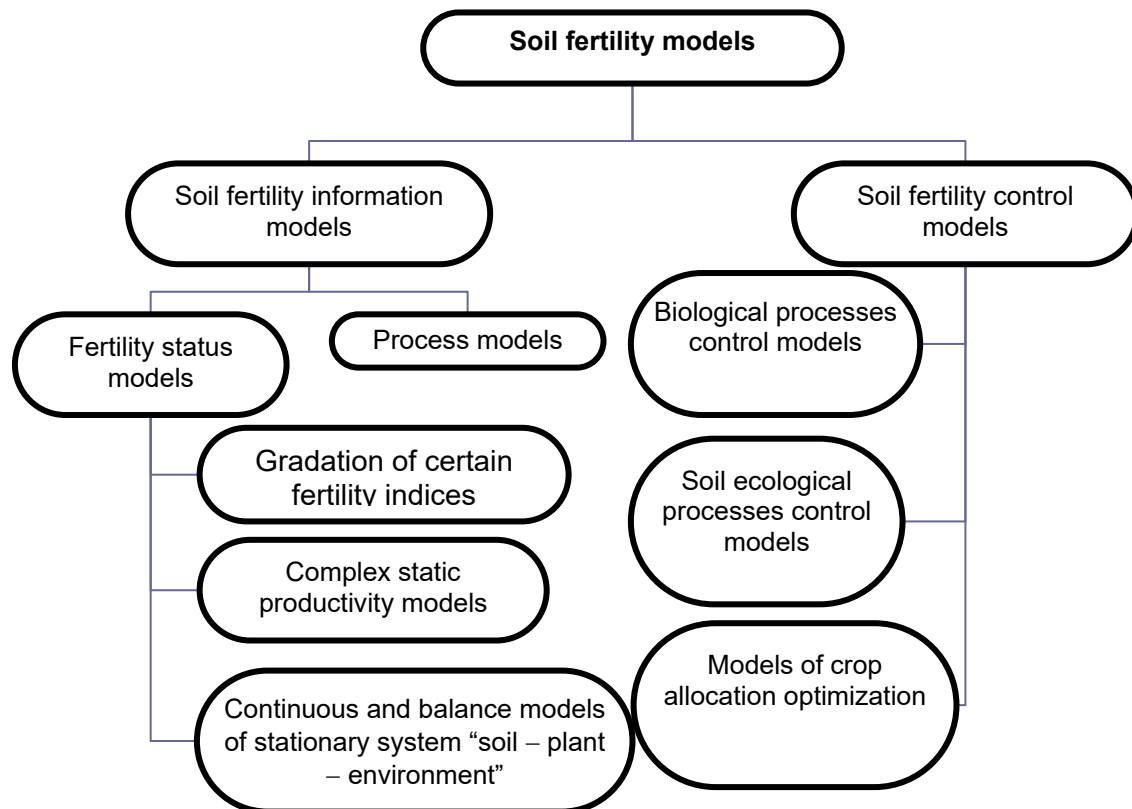 Soil fertility models
Soil fertility information
models
Soil fertility control
models
Fertility status
models
Process models
Gradation of certain
fertility indices
Complex static
productivity models
Continuous and balance models
of stationary system “soil – plant
– environment”
Biological processes
control models
Soil ecological
processes control
models
Models of crop
allocation optimization